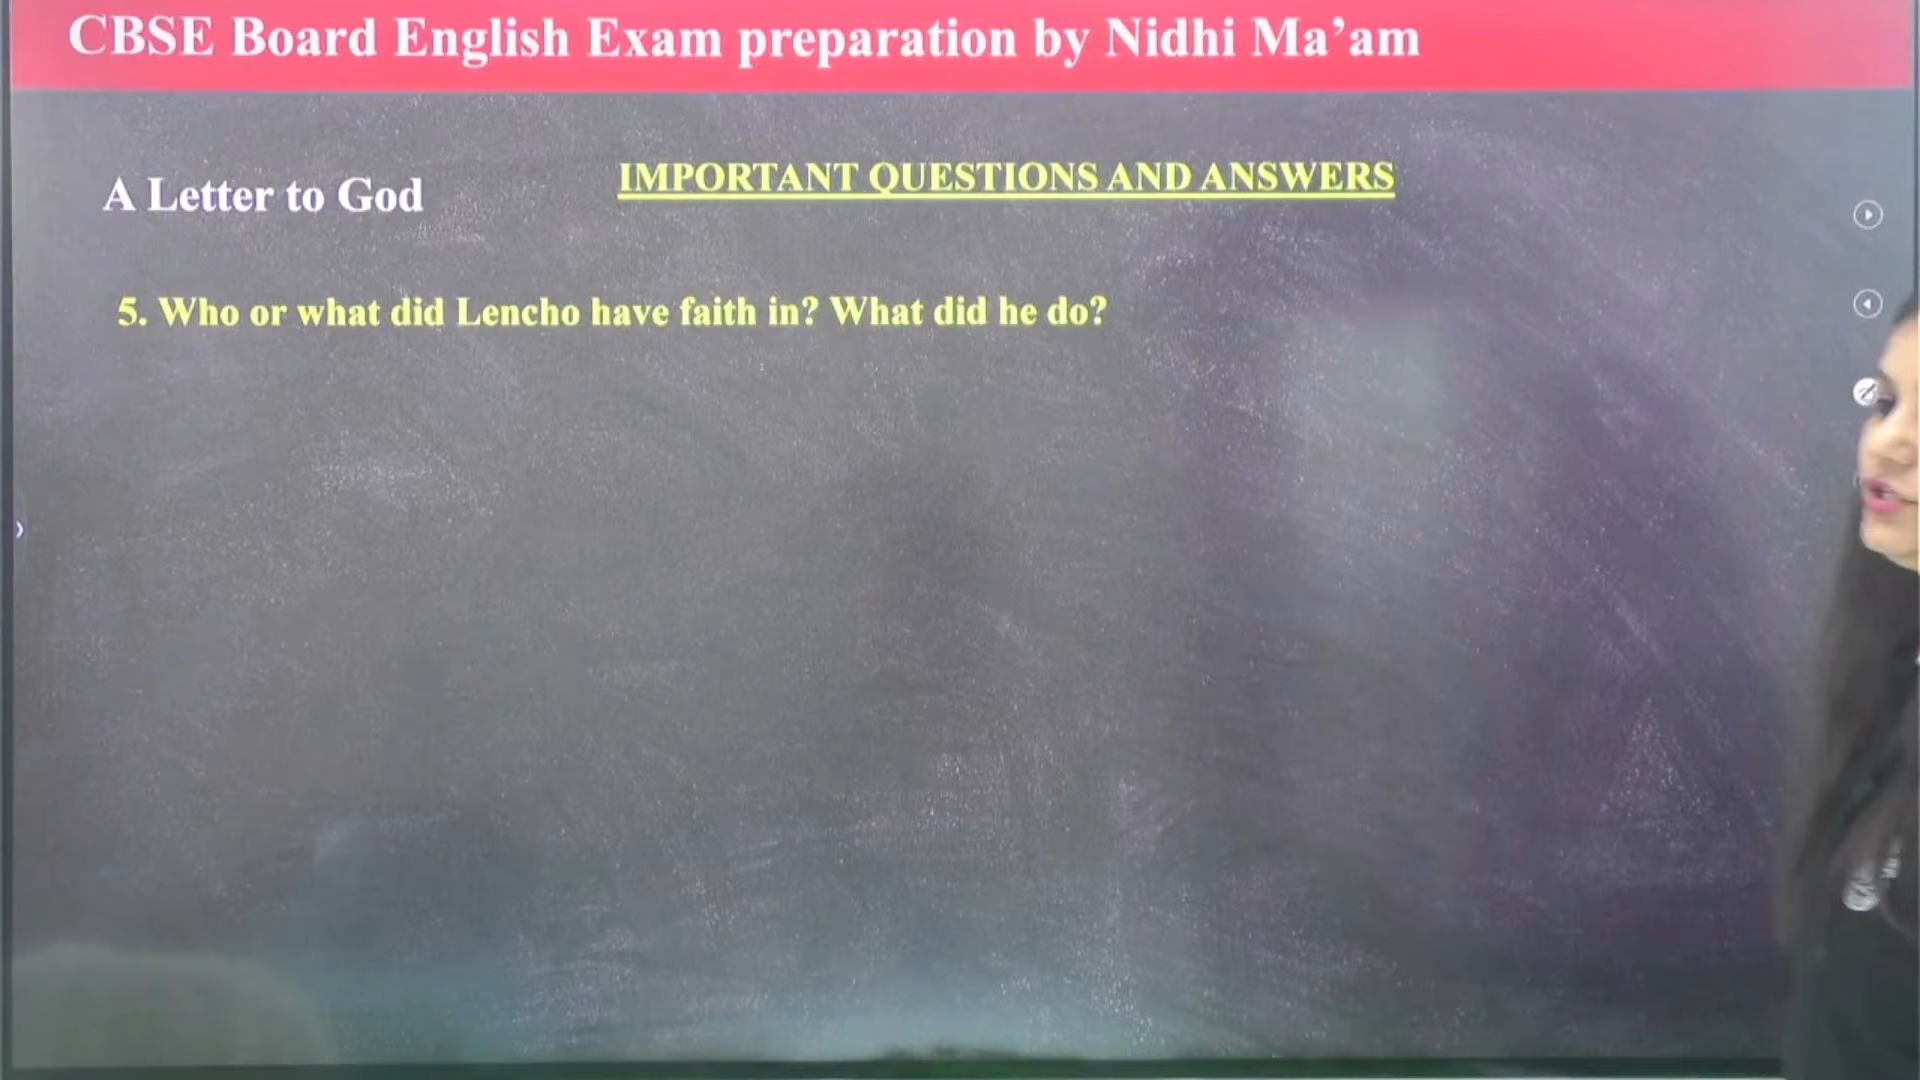 CBSE Board English Exam preparation by Nidhi Ma’am
IMPORTANT QUESTIONS AND ANSWERS
A Letter to God
5. Who or what did Lencho have faith in? What did he do?